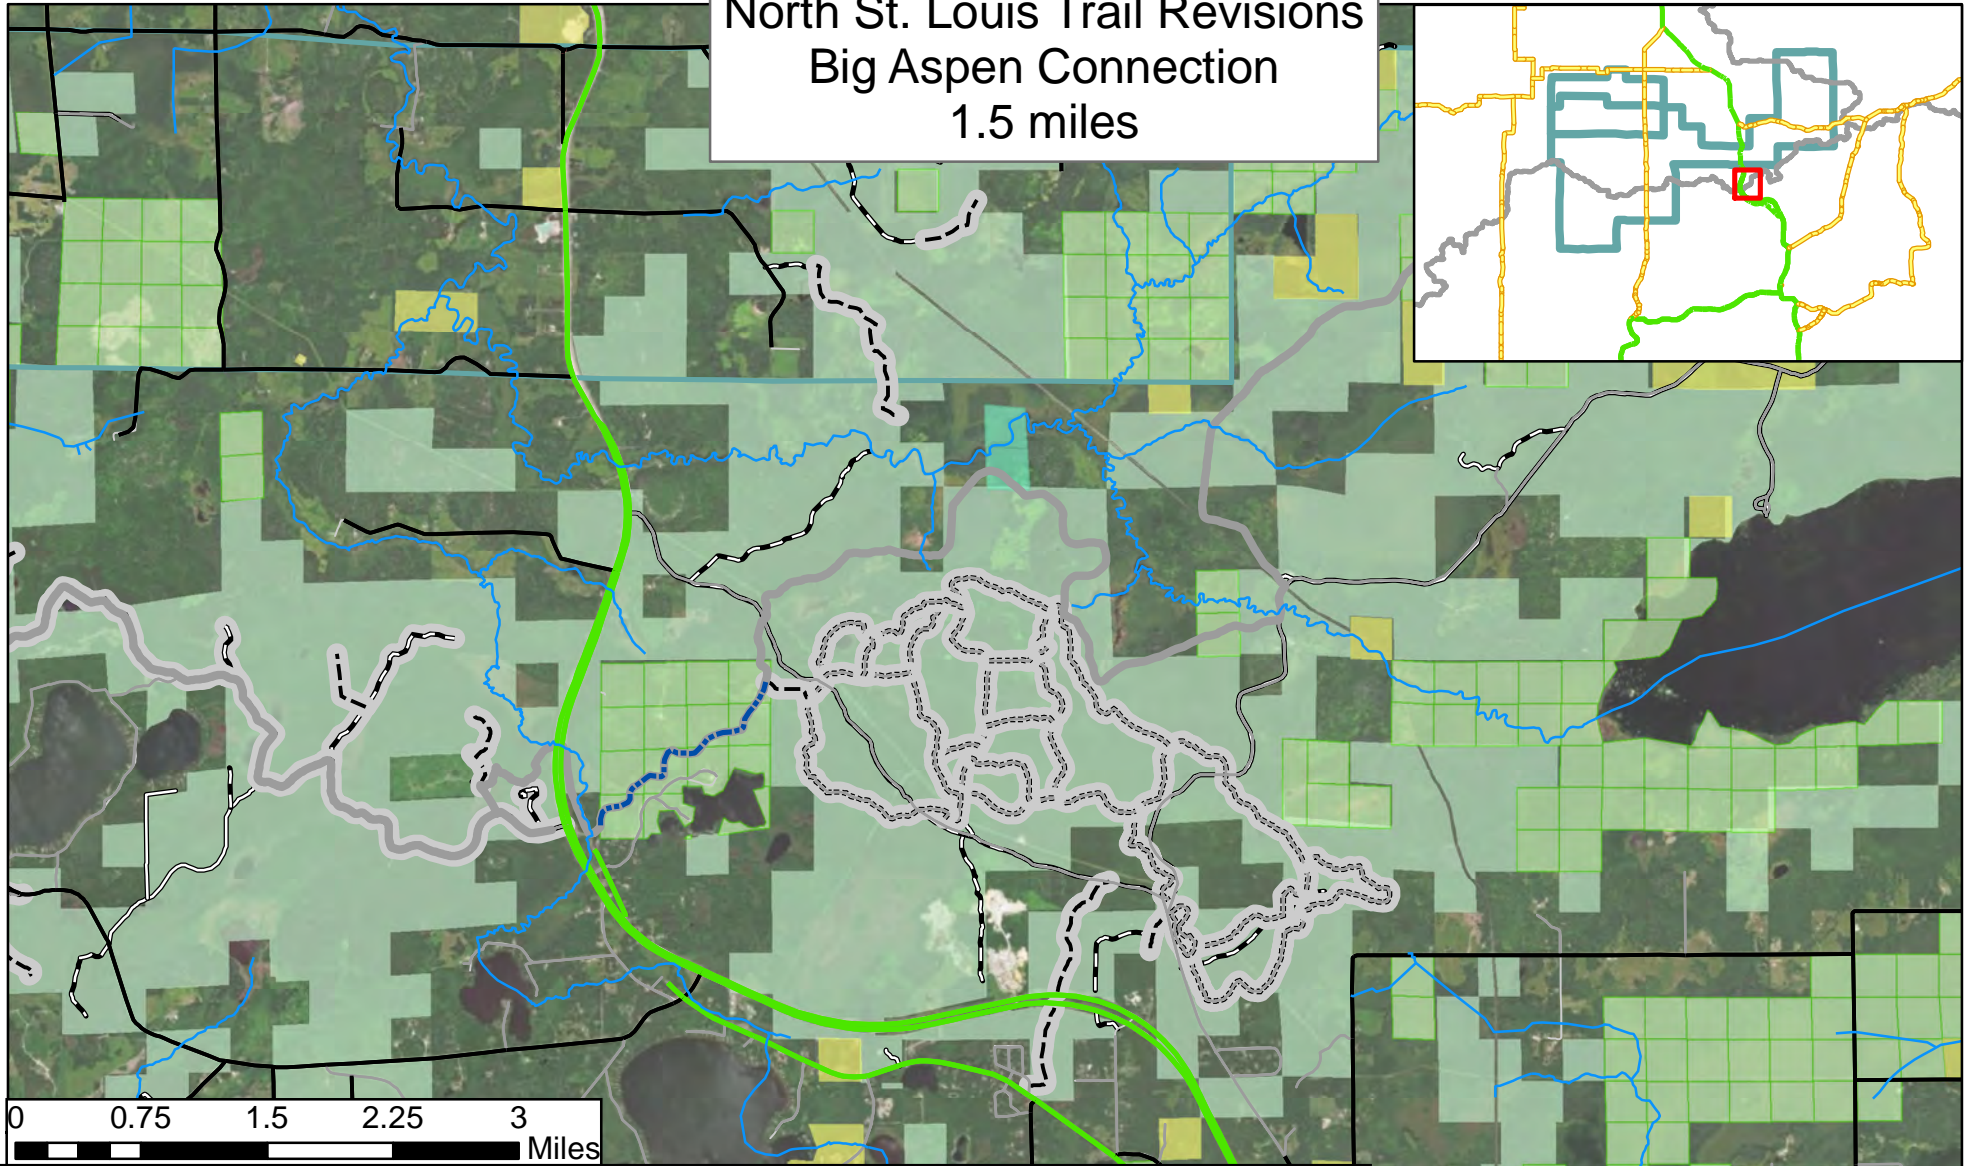 North St. Louis Trail Revisions
Big Aspen Connection
1.5 miles
0 0.75 1.5 2.25 3
Miles